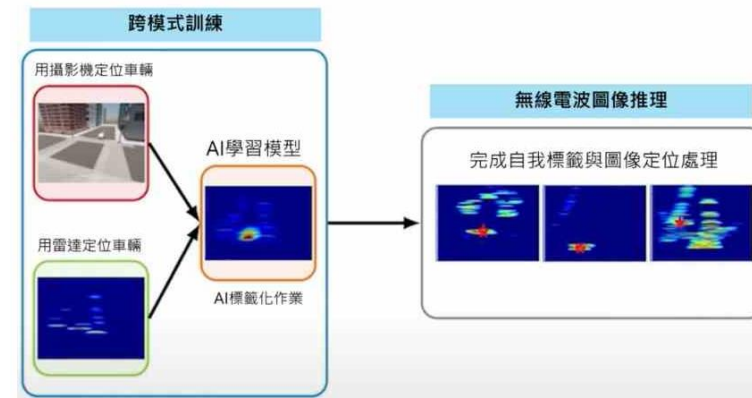 跨模式訓練
用攝影機定位車輛
AI學習模型
用雷達定位車輛
AI標籤化作業
無線電波圖像推理
完成自我標籤與圖像定位處理